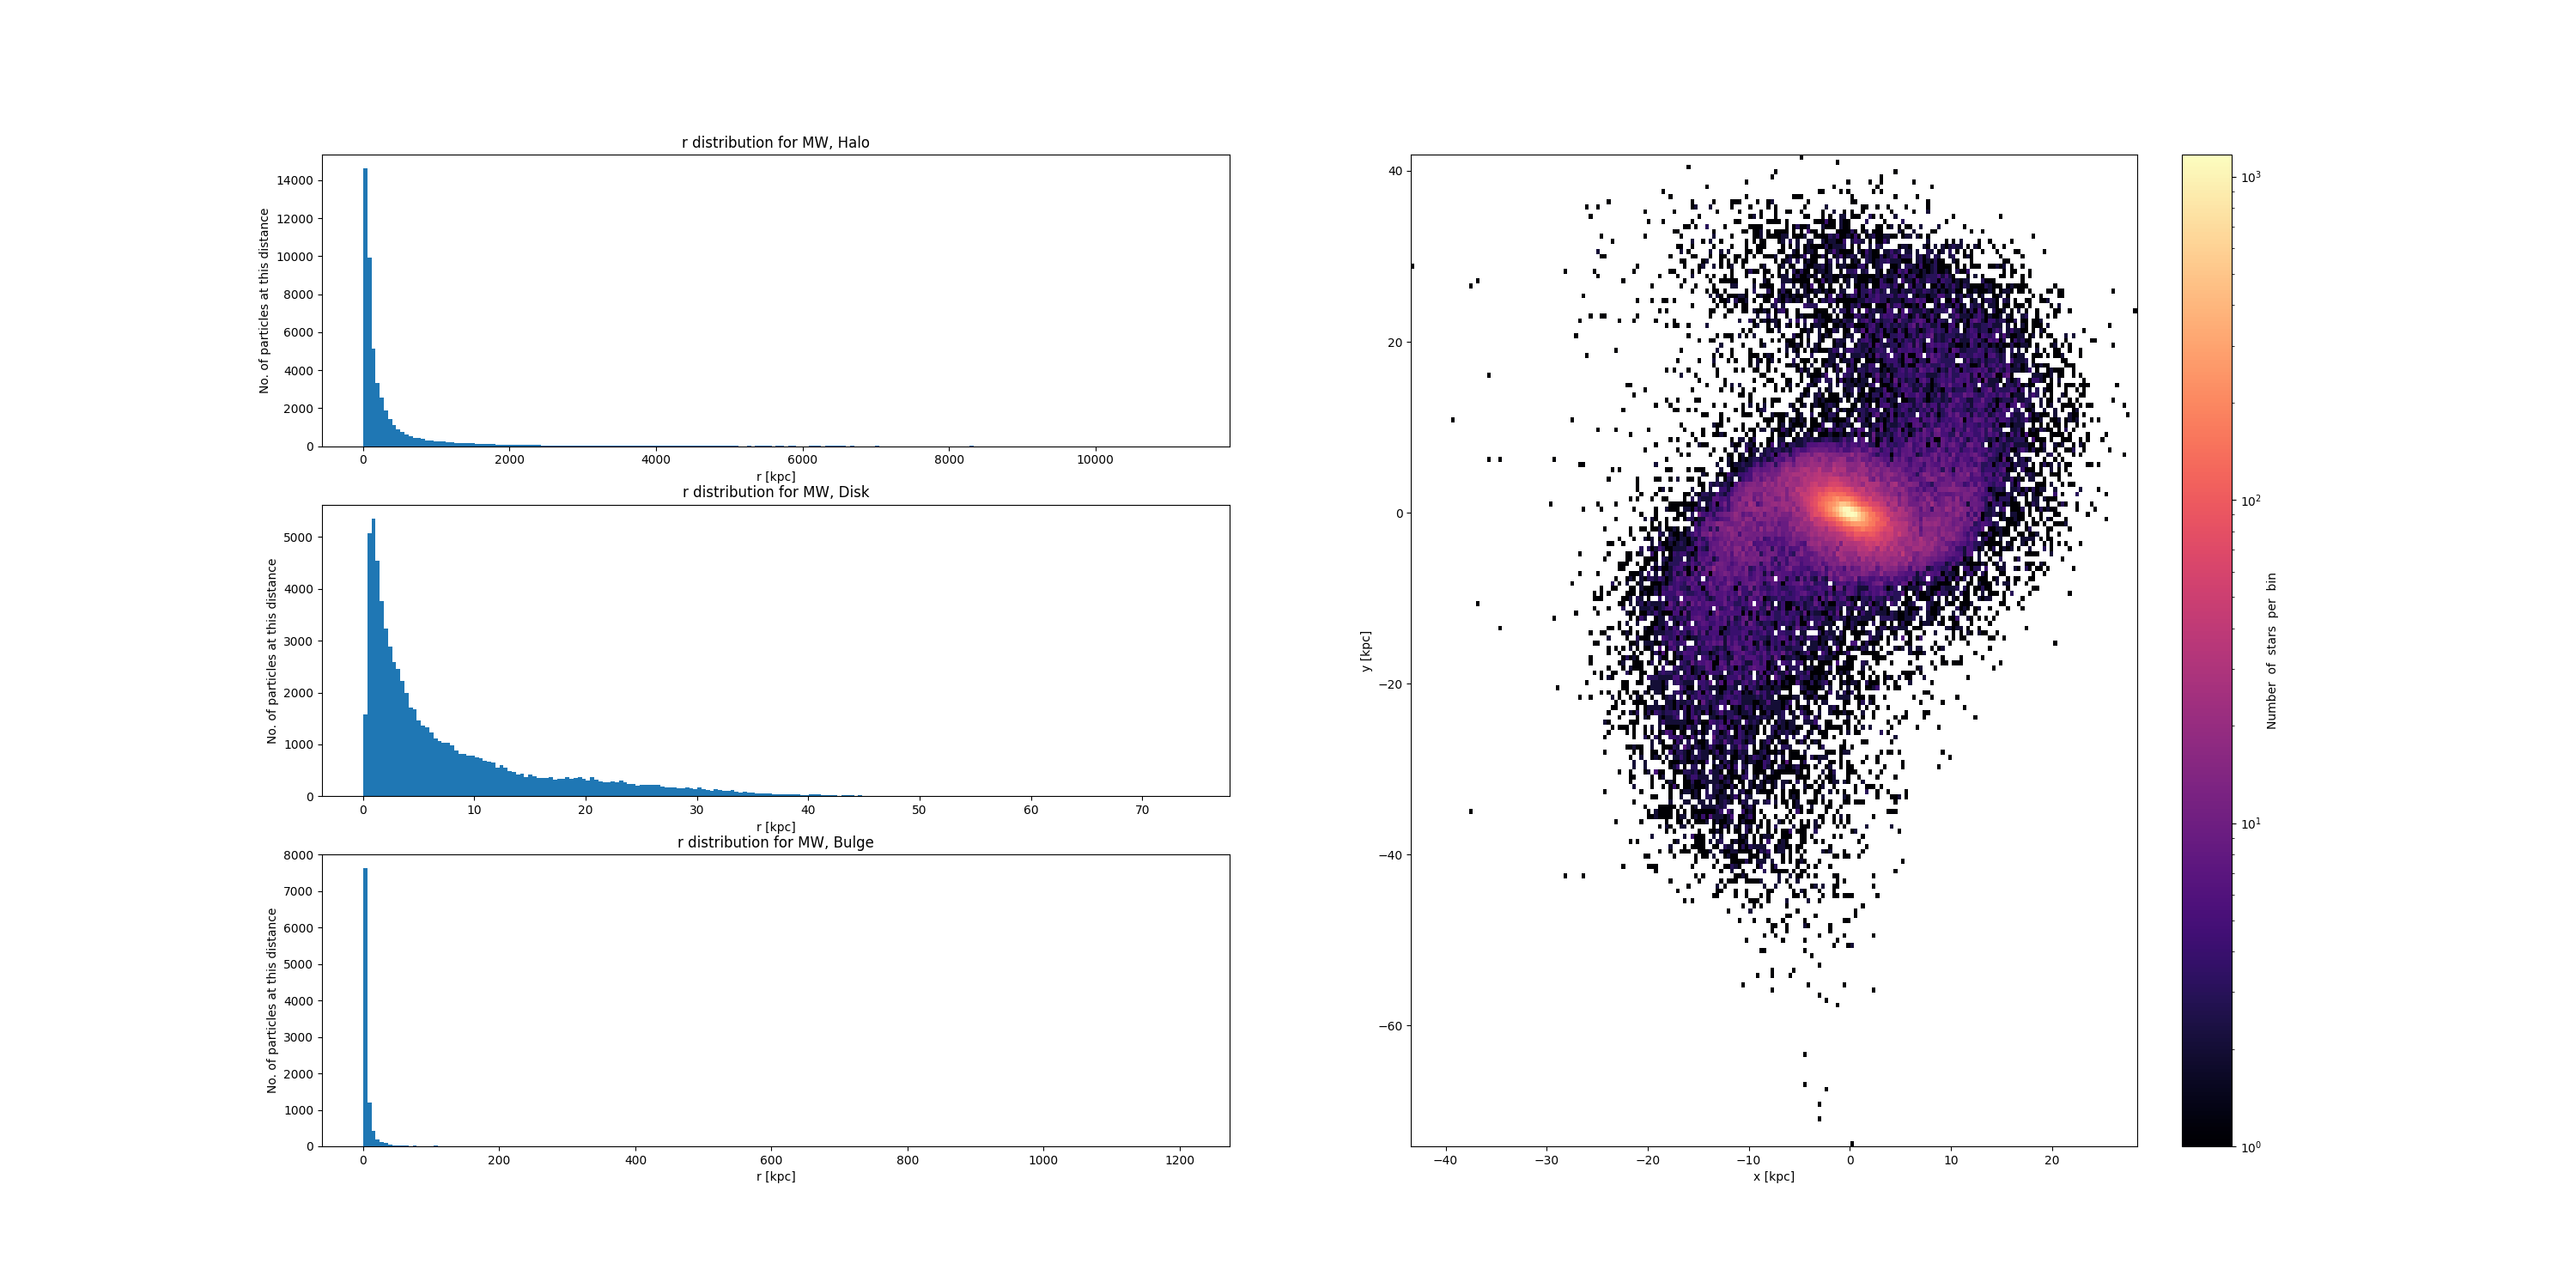 r distribution for MW, Halo
No. of particles at this distance
14000
12000
10000
8000
6000
4000
2000
0
0 2000 4000 6000 8000 10000
r [kpc]
r distribution for MW, Disk
No. of particles at this distance
5000
4000
3000
2000
1000
0
0 10 20 30 40 50 60 70
r [kpc]
r distribution for MW, Bulge
No. of particles at this distance
8000
7000
6000
5000
4000
3000
2000
1000
0
0 200 400 600 800 1000 1200
r [kpc]
y [kpc]
40
20
0
−20
−40
−60
−40 −30 −20 −10 0 10 20
x [kpc]
10³
10²
10¹
10⁰
Number of stars per bin